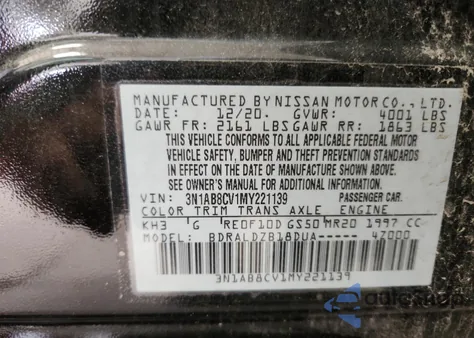 MANUFACTURED BY NISSAN MOTOR CO., LTD.
DATE: 12/20. GVWR: 4001 LBS
GAWR FR: 2161 LBS GAWR RR: 1863 LBS
THIS VEHICLE CONFORMS TO ALL APPLICABLE FEDERAL MOTOR
VEHICLE SAFETY, BUMPER AND THEFT PREVENTION STANDARDS
IN EFFECT ON THE DATE OF MANUFACTURE SHOWN ABOVE.
SEE OWNER'S MANUAL FOR ADDITIONAL INFORMATION.
VIN: 3N1AB8CV1MY221139 PASSENGER CAR.
COLOR TRIM TRANS AXLE ENGINE
KH3 G RE0F10D GS50 MR20 1997 CC
MODEL: BDRALDZB18DUA----- 42000
3N1AB8CV1MY221139